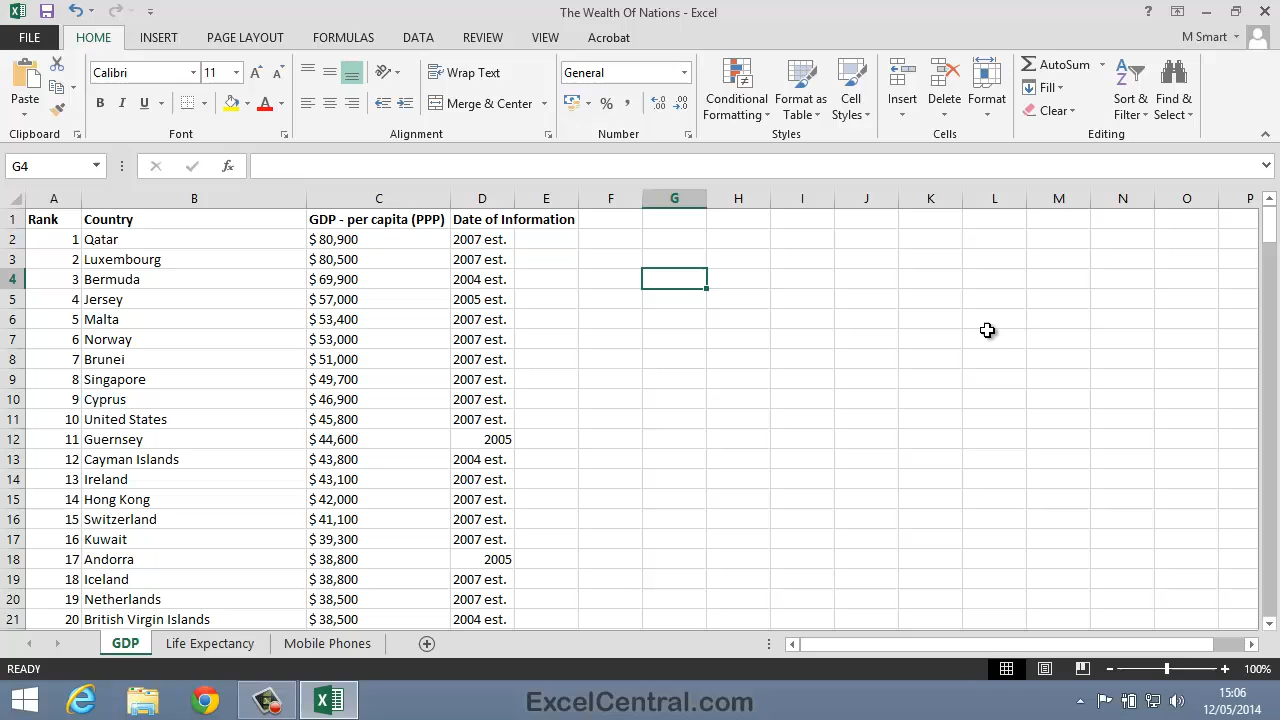 The Wealth Of Nations - Excel
FILE HOME INSERT PAGE LAYOUT FORMULAS DATA REVIEW VIEW Acrobat M Smart
Calibri 11 Wrap Text General AutoSum
Paste B I U Merge & Center % , Conditional Formatting Format as Table Cell Styles Insert Delete Format Fill Clear Sort & Filter Find & Select
Clipboard Font Alignment Number Styles Cells Editing
G4 fx
A B C D E F G H I J K L M N O P
1 Rank Country GDP - per capita (PPP) Date of Information
2 1 Qatar $ 80,900 2007 est.
3 2 Luxembourg $ 80,500 2007 est.
4 3 Bermuda $ 69,900 2004 est.
5 4 Jersey $ 57,000 2005 est.
6 5 Malta $ 53,400 2007 est.
7 6 Norway $ 53,000 2007 est.
8 7 Brunei $ 51,000 2007 est.
9 8 Singapore $ 49,700 2007 est.
10 9 Cyprus $ 46,900 2007 est.
11 10 United States $ 45,800 2007 est.
12 11 Guernsey $ 44,600 2005
13 12 Cayman Islands $ 43,800 2004 est.
14 13 Ireland $ 43,100 2007 est.
15 14 Hong Kong $ 42,000 2007 est.
16 15 Switzerland $ 41,100 2007 est.
17 16 Kuwait $ 39,300 2007 est.
18 17 Andorra $ 38,800 2005
19 18 Iceland $ 38,800 2007 est.
20 19 Netherlands $ 38,500 2007 est.
21 20 British Virgin Islands $ 38,500 2004 est.
GDP Life Expectancy Mobile Phones
READY 100%
ExcelCentral.com 15:06
12/05/2014